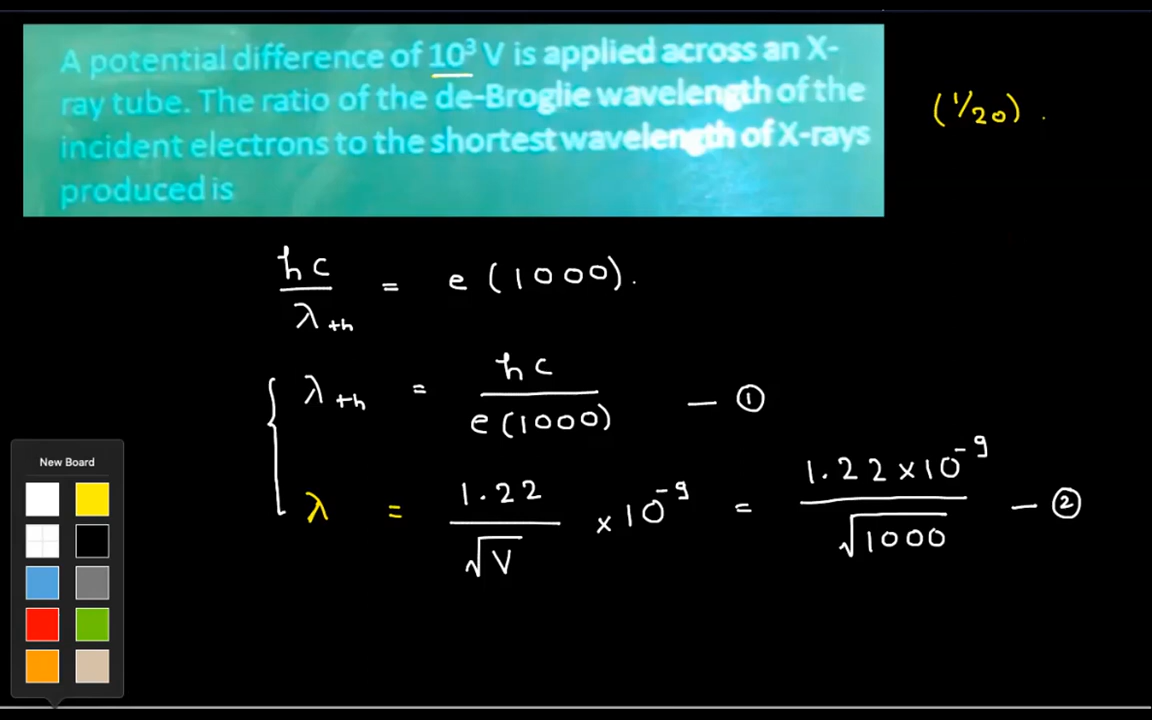 A potential difference of 10³ V is applied across an X-
ray tube. The ratio of the de-Broglie wavelength of the
incident electrons to the shortest wavelength of X-rays
produced is
(1/20).
hc/λth = e(1000).
λth = hc/e(1000) — ①
λ = 1.22/√V × 10⁻⁹ = 1.22×10⁻⁹/√1000 — ②
New Board